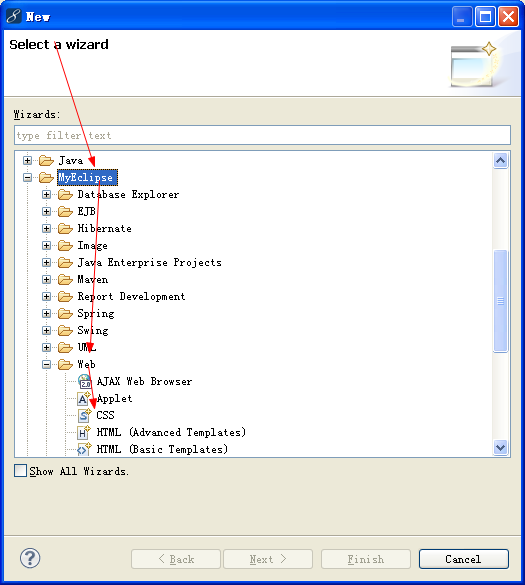 New
Select a wizard
Wizards:
type filter text
Java
MyEclipse
Database Explorer
EJB
Hibernate
Image
Java Enterprise Projects
Maven
Report Development
Spring
Swing
UML
Web
2.0
AJAX Web Browser
Applet
CSS
HTML (Advanced Templates)
HTML (Basic Templates)
Show All Wizards.
< Back
Next >
Finish
Cancel